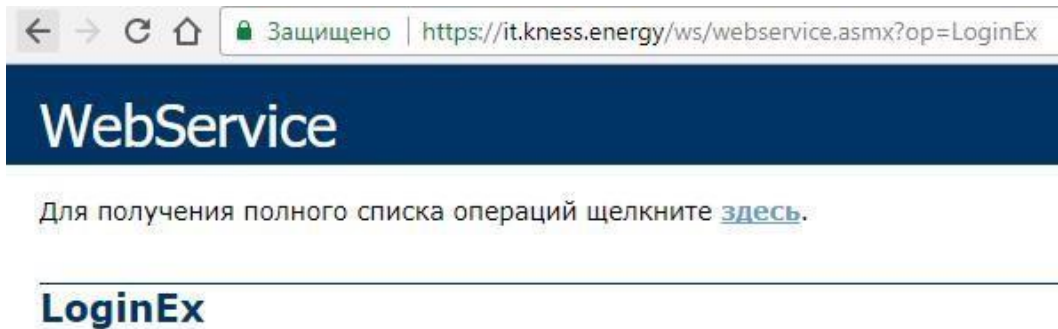 Защищено | https://it.kness.energy/ws/webservice.asmx?op=LoginEx
WebService
Для получения полного списка операций щелкните здесь.
LoginEx